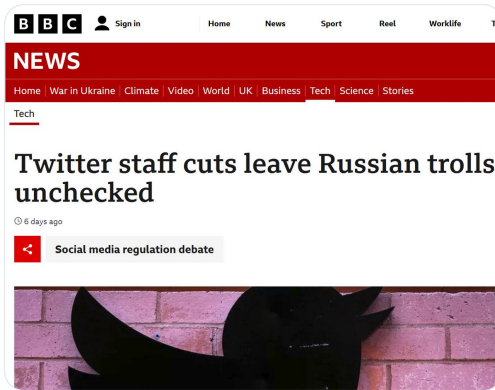 BBC Sign in Home News Sport Reel Worklife
NEWS
Home War in Ukraine Climate Video World UK Business Tech Science Stories
Tech
Twitter staff cuts leave Russian trolls
unchecked
6 days ago
Social media regulation debate